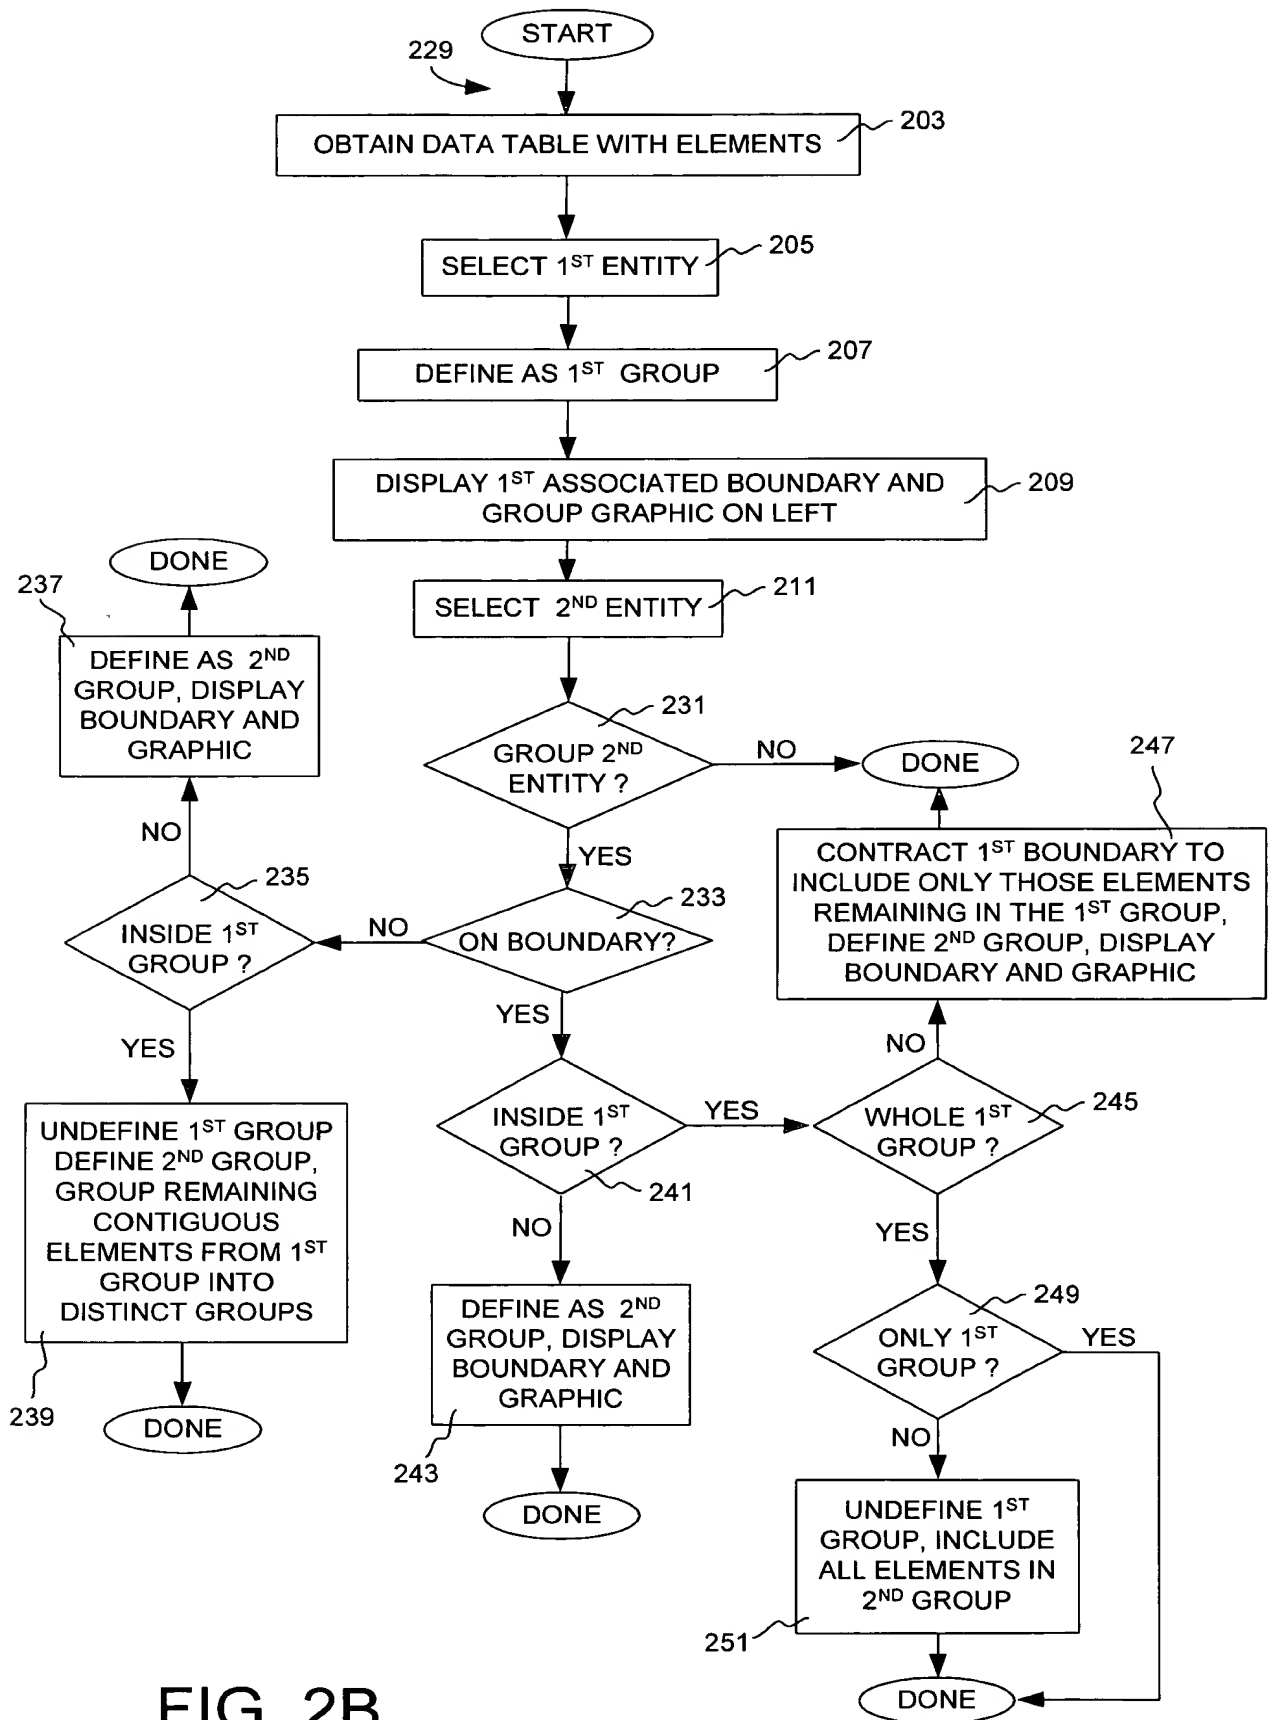 START
229
OBTAIN DATA TABLE WITH ELEMENTS
203
SELECT 1ST ENTITY
205
DEFINE AS 1ST GROUP
207
DISPLAY 1ST ASSOCIATED BOUNDARY AND
GROUP GRAPHIC ON LEFT
209
SELECT 2ND ENTITY
211
DONE
237
DEFINE AS 2ND
GROUP, DISPLAY
BOUNDARY AND
GRAPHIC
GROUP 2ND
ENTITY ?
231
NO
DONE
YES
247
CONTRACT 1ST BOUNDARY TO
INCLUDE ONLY THOSE ELEMENTS
REMAINING IN THE 1ST GROUP,
DEFINE 2ND GROUP, DISPLAY
BOUNDARY AND GRAPHIC
NO
ON BOUNDARY?
233
NO
INSIDE 1ST
GROUP ?
235
YES
YES
UNDEFINE 1ST GROUP
DEFINE 2ND GROUP,
GROUP REMAINING
CONTIGUOUS
ELEMENTS FROM 1ST
GROUP INTO
DISTINCT GROUPS
239
DONE
INSIDE 1ST
GROUP ?
241
YES
NO
DEFINE AS 2ND
GROUP, DISPLAY
BOUNDARY AND
GRAPHIC
243
DONE
NO
WHOLE 1ST
GROUP ?
245
YES
ONLY 1ST
GROUP ?
249
YES
NO
UNDEFINE 1ST
GROUP, INCLUDE
ALL ELEMENTS IN
2ND GROUP
251
DONE
FIG. 2B